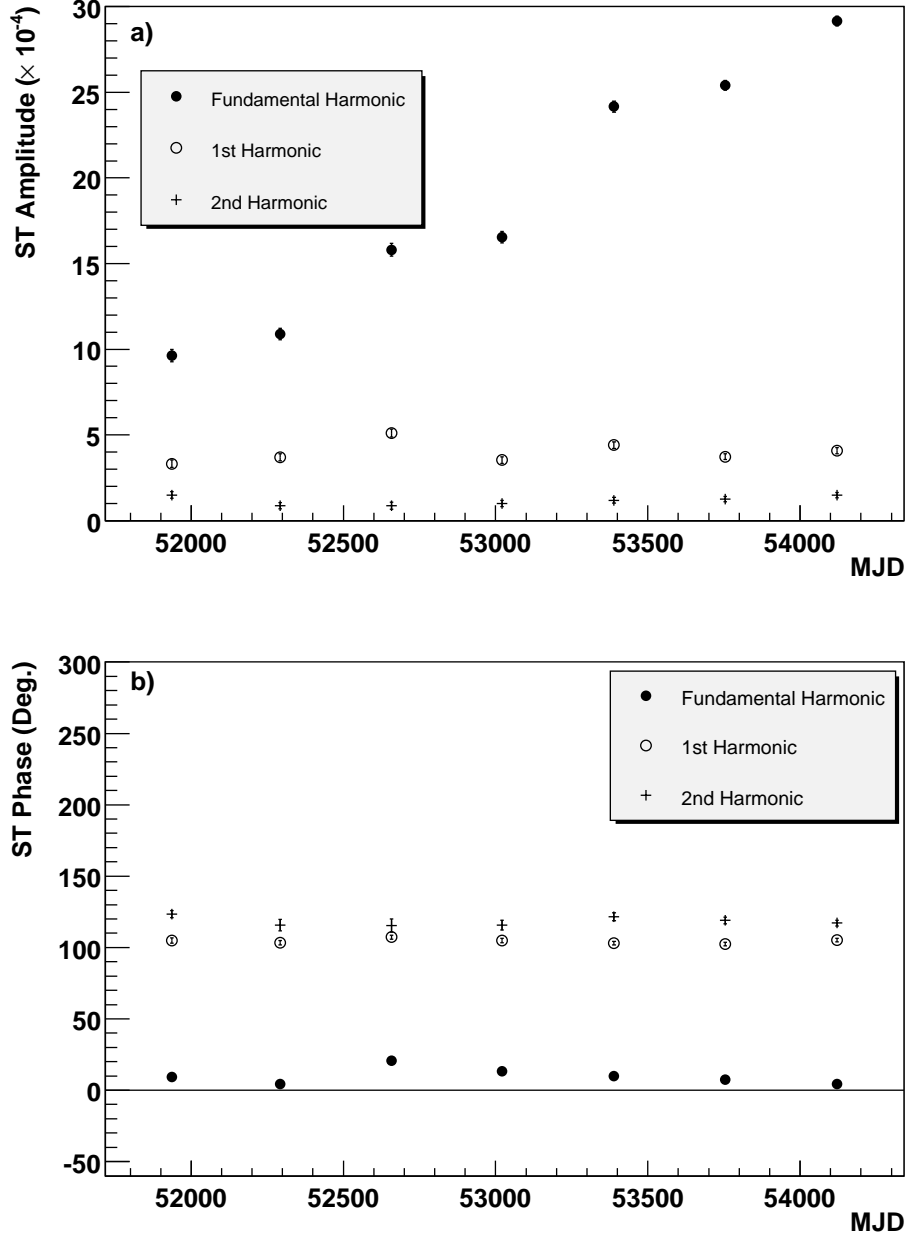 a)
ST Amplitude (× 10⁻⁴)
30
25
20
15
10
5
0
Fundamental Harmonic
1st Harmonic
2nd Harmonic
52000 52500 53000 53500 54000
MJD
b)
ST Phase (Deg.)
300
250
200
150
100
50
0
-50
Fundamental Harmonic
1st Harmonic
2nd Harmonic
52000 52500 53000 53500 54000
MJD